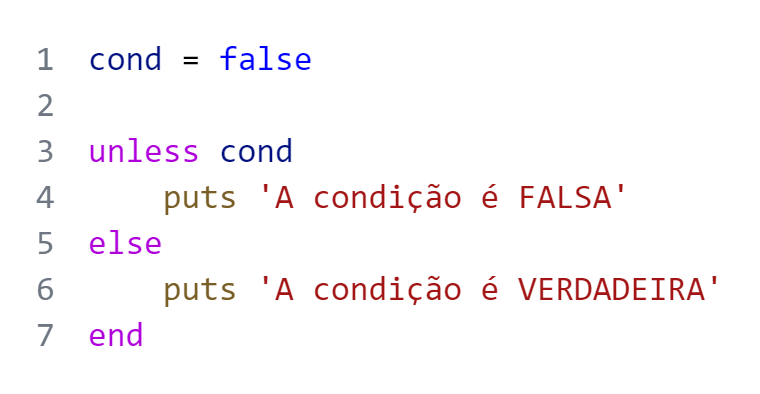 1 cond = false
2
3 unless cond
4     puts 'A condição é FALSA'
5 else
6     puts 'A condição é VERDADEIRA'
7 end